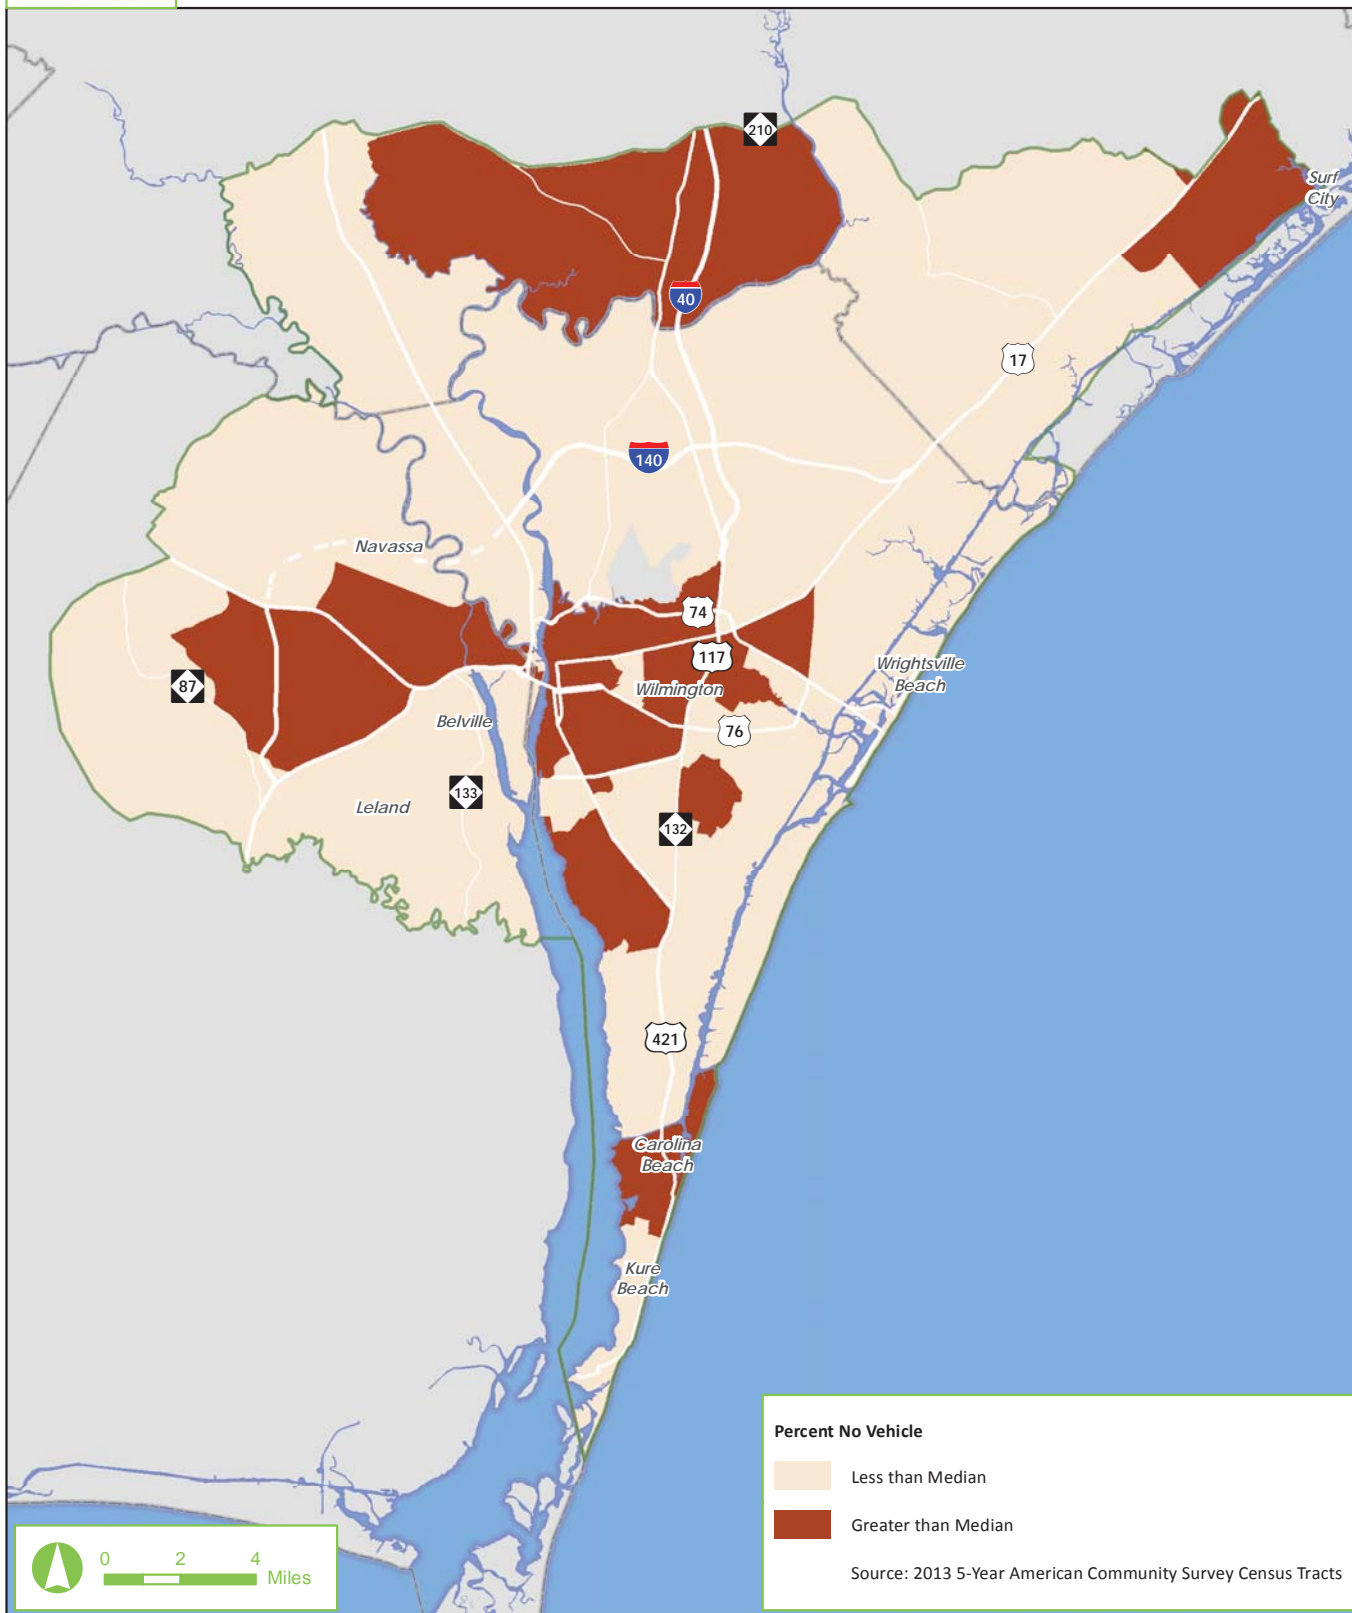 210
Surf
City
40
17
140
Navassa
74
117
Wrightsville
Beach
87
Wilmington
Belville
76
133
Leland
132
421
Carolina
Beach
Kure
Beach
Percent No Vehicle
Less than Median
Greater than Median
Source: 2013 5-Year American Community Survey Census Tracts
0 2 4
Miles